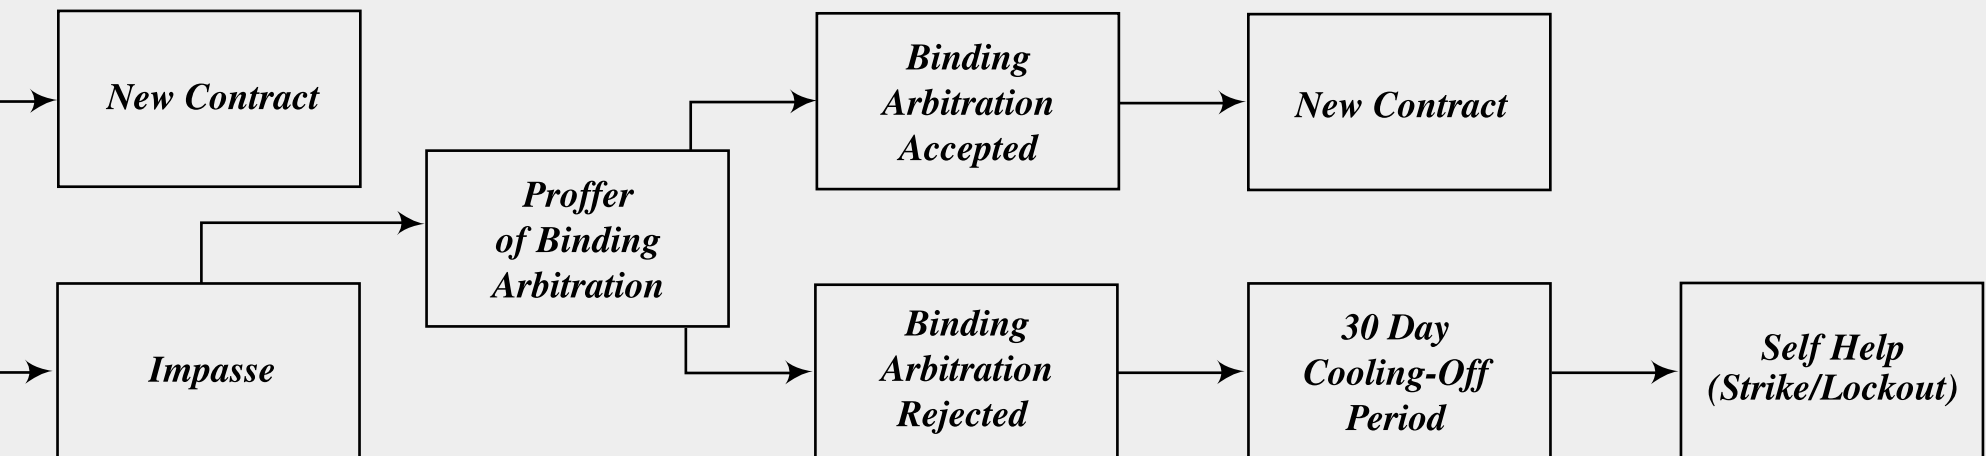 New Contract
Impasse
Proffer
of Binding
Arbitration
Binding
Arbitration
Accepted
New Contract
Binding
Arbitration
Rejected
30 Day
Cooling-Off
Period
Self Help
(Strike/Lockout)